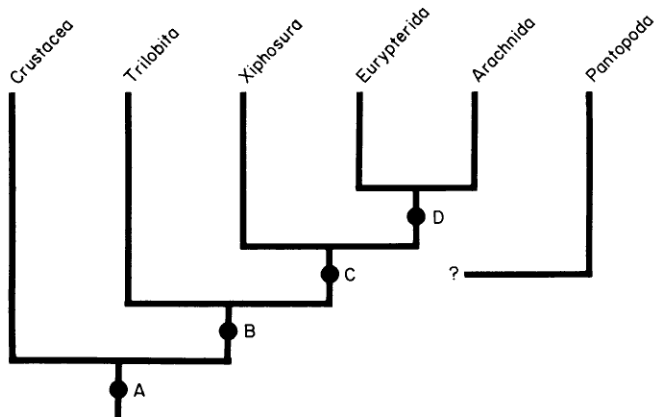 Crustacea
Trilobita
Xiphosura
Eurypterida
Arachnida
Pantopoda
D
?
C
B
A